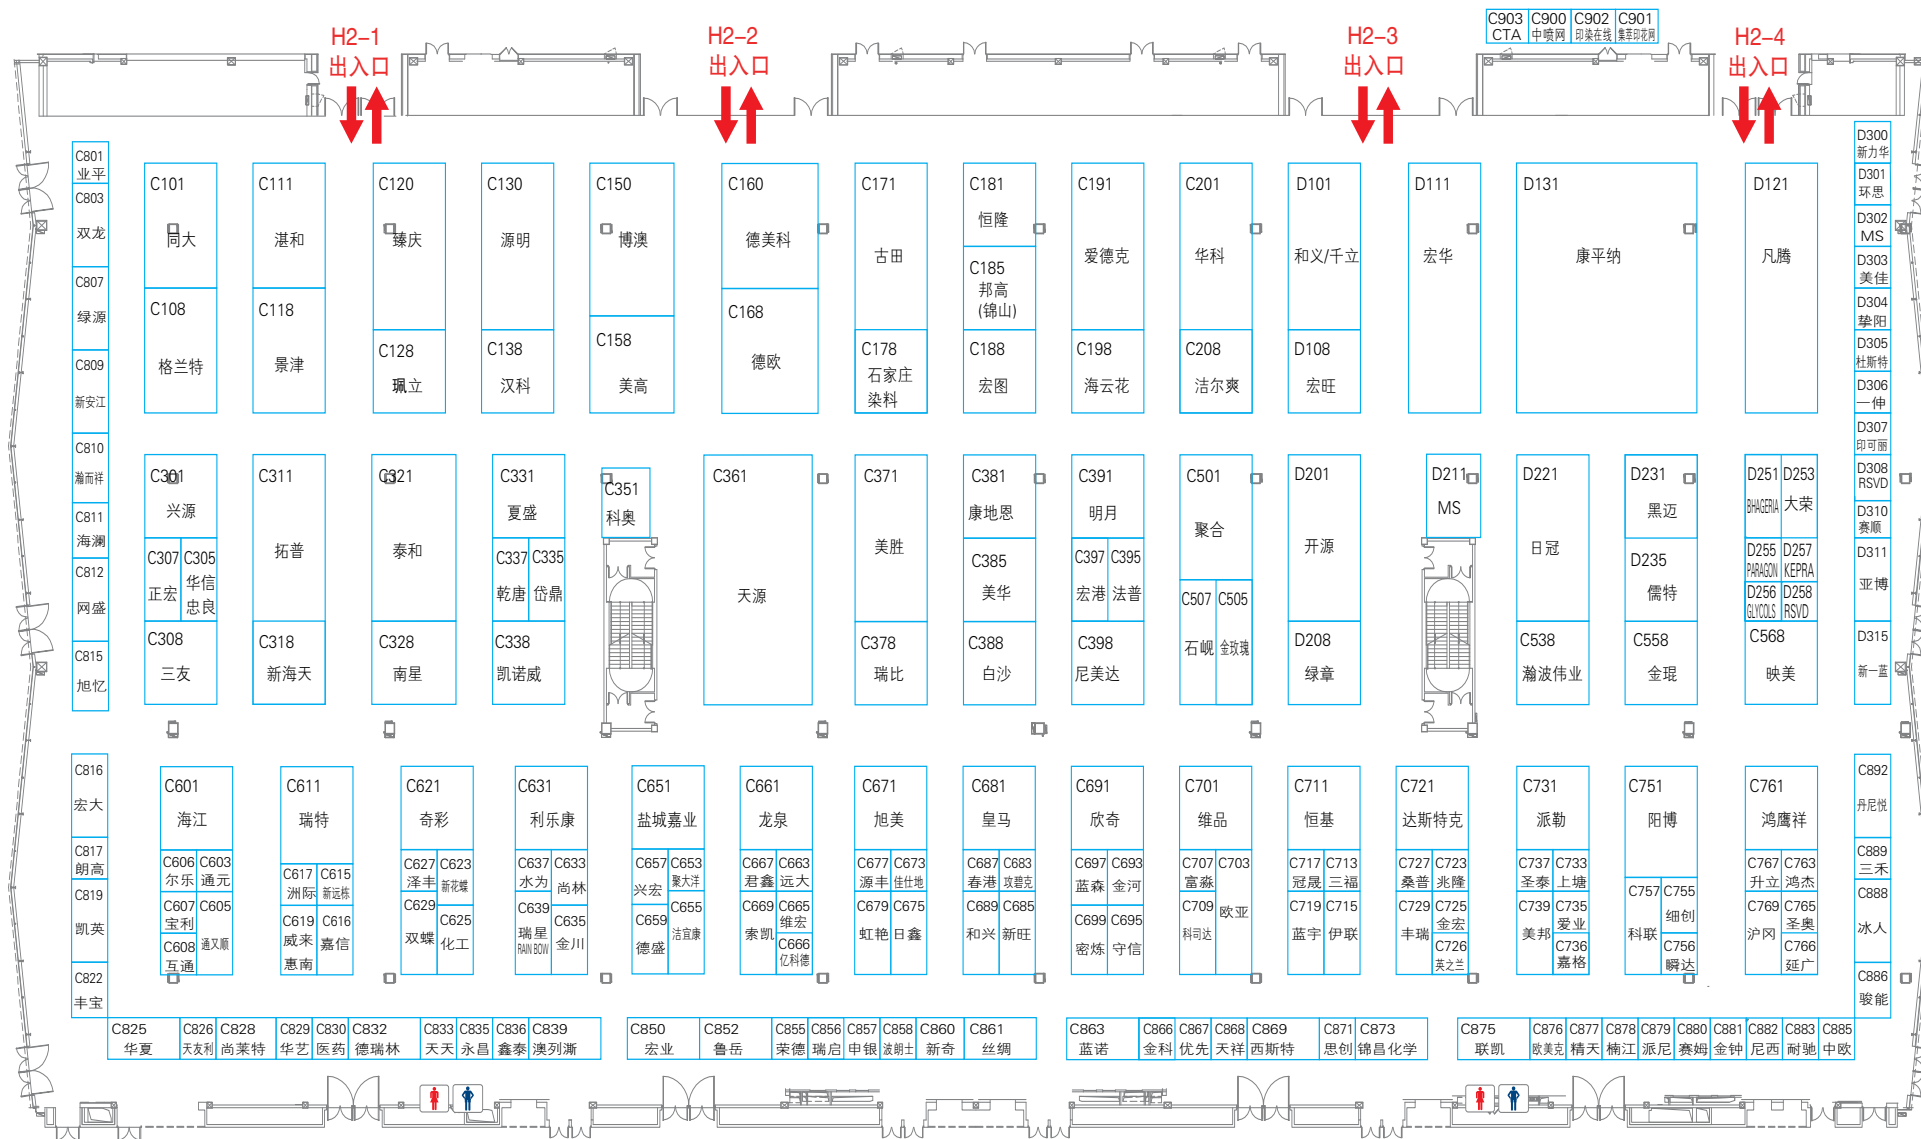 C903
CTA
C900
中喷网
C902
印染在线
C901
集萃印花网
H2-1
出入口
H2-2
出入口
H2-3
出入口
H2-4
出入口
C801
业平
C803
双龙
C807
绿源
C809
新安江
C810
瀚而祥
C811
海澜
C812
网盛
C815
旭忆
C816
宏大
C817
朗高
C819
凯英
C822
丰宝
C101
同大
C108
格兰特
C111
湛和
C118
景津
C120
臻庆
C128
珮立
C130
源明
C138
汉科
C150
博澳
C158
美高
C160
德美科
C168
德欧
C171
古田
C178
石家庄
染料
C181
恒隆
C185
邦高
(锦山)
C188
宏图
C191
爱德克
C198
海云花
C201
华科
C208
洁尔爽
D101
和义/千立
D108
宏旺
D111
宏华
D131
康平纳
D121
凡腾
D300
新力华
D301
环思
D302
MS
D303
美佳
D304
挚阳
D305
杜斯特
D306
一伸
D307
印可丽
D308
RSVD
D310
赛顺
D311
亚博
D315
新一蓝
C301
兴源
C307
正宏
C305
华信
忠良
C308
三友
C311
拓普
C318
新海天
C321
泰和
C328
南星
C331
夏盛
C337
乾唐
C335
岱鼎
C338
凯诺威
C351
科奥
C361
天源
C371
美胜
C378
瑞比
C381
康地恩
C385
美华
C388
白沙
C391
明月
C397
宏港
C395
法普
C398
尼美达
C501
聚合
C507
石岘
C505
金玫瑰
D201
开源
D208
绿章
D211
MS
D221
日冠
C538
瀚波伟业
D231
黑迈
D235
儒特
C558
金琨
D251
BHAGERIA
D253
大荣
D255
PARAGON
D257
KEPRA
D256
GLYCOLS
D258
RSVD
C568
映美
C601
海江
C606
尔乐
C603
通元
C607
宝利
C605
通又顺
C608
互通
C611
瑞特
C617
洲际
C615
新远栋
C619
威来
惠南
C616
嘉信
C621
奇彩
C627
泽丰
C623
新花蝶
C629
双蝶
C625
化工
C631
利乐康
C637
水为
C633
尚林
C639
瑞星
RAIN BOW
C635
金川
C651
盐城嘉业
C657
兴宏
C653
聚大洋
C659
德盛
C655
洁宜康
C661
龙泉
C667
君鑫
C663
远大
C669
索凯
C665
维宏
C666
亿科德
C671
旭美
C677
源丰
C673
佳仕地
C679
虹艳
C675
日鑫
C681
皇马
C687
春港
C683
玫碧克
C689
和兴
C685
新旺
C691
欣奇
C697
蓝森
C693
金河
C699
密炼
C695
守信
C701
维品
C707
富淼
C703
欧亚
C709
科司达
C711
恒基
C717
冠晟
C713
三福
C719
蓝宇
C715
伊联
C721
达斯特克
C727
桑普
C723
兆隆
C729
丰瑞
C725
金宏
C726
英之兰
C731
派勒
C737
圣泰
C733
上塘
C739
美邦
C735
爱业
C736
嘉格
C751
阳博
C757
科联
C755
细创
C756
瞬达
C761
鸿鹰祥
C767
升立
C763
鸿杰
C769
沪冈
C765
圣奥
C766
延广
C892
丹尼悦
C889
三禾
C888
冰人
C886
骏能
C825
华夏
C826
天友利
C828
尚莱特
C829
华艺
C830
医药
C832
德瑞林
C833
天天
C835
永昌
C836
鑫泰
C839
澳列澌
C850
宏业
C852
鲁岳
C855
荣德
C856
瑞启
C857
申银
C858
波朗士
C860
新奇
C861
丝绸
C863
蓝诺
C866
金科
C867
优先
C868
天祥
C869
西斯特
C871
思创
C873
锦昌化学
C875
联凯
C876
欧美克
C877
精天
C878
楠江
C879
派尼
C880
赛姆
C881
金钟
C882
尼西
C883
耐驰
C885
中欧